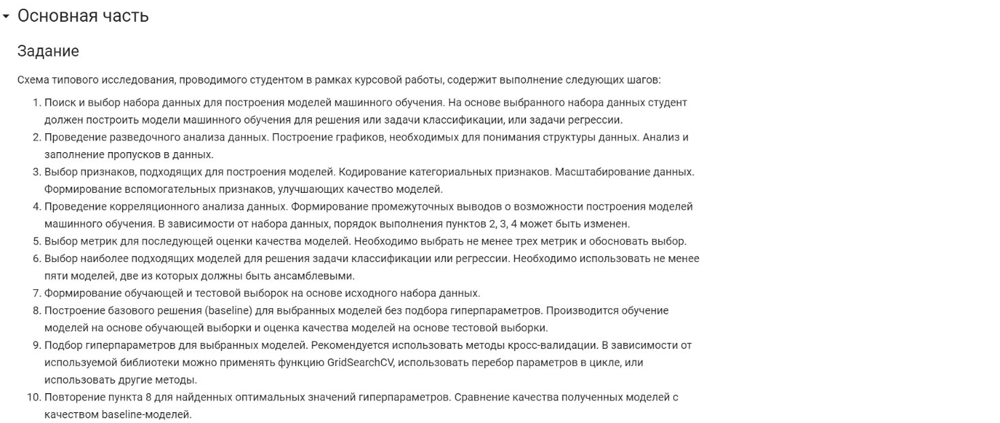 Основная часть
Задание
Схема типового исследования, проводимого студентом в рамках курсовой работы, содержит выполнение следующих шагов:
1. Поиск и выбор набора данных для построения моделей машинного обучения. На основе выбранного набора данных студент
должен построить модели машинного обучения для решения или задачи классификации, или задачи регрессии.
2. Проведение разведочного анализа данных. Построение графиков, необходимых для понимания структуры данных. Анализ и
заполнение пропусков в данных.
3. Выбор признаков, подходящих для построения моделей. Кодирование категориальных признаков. Масштабирование данных.
Формирование вспомогательных признаков, улучшающих качество моделей.
4. Проведение корреляционного анализа данных. Формирование промежуточных выводов о возможности построения моделей
машинного обучения. В зависимости от набора данных, порядок выполнения пунктов 2, 3, 4 может быть изменен.
5. Выбор метрик для последующей оценки качества моделей. Необходимо выбрать не менее трех метрик и обосновать выбор.
6. Выбор наиболее подходящих моделей для решения задачи классификации или регрессии. Необходимо использовать не менее
пяти моделей, две из которых должны быть ансамблевыми.
7. Формирование обучающей и тестовой выборок на основе исходного набора данных.
8. Построение базового решения (baseline) для выбранных моделей без подбора гиперпараметров. Производится обучение
моделей на основе обучающей выборки и оценка качества моделей на основе тестовой выборки.
9. Подбор гиперпараметров для выбранных моделей. Рекомендуется использовать методы кросс-валидации. В зависимости от
используемой библиотеки можно применять функцию GridSearchCV, использовать перебор параметров в цикле, или
использовать другие методы.
10. Повторение пункта 8 для найденных оптимальных значений гиперпараметров. Сравнение качества полученных моделей с
качеством baseline-моделей.